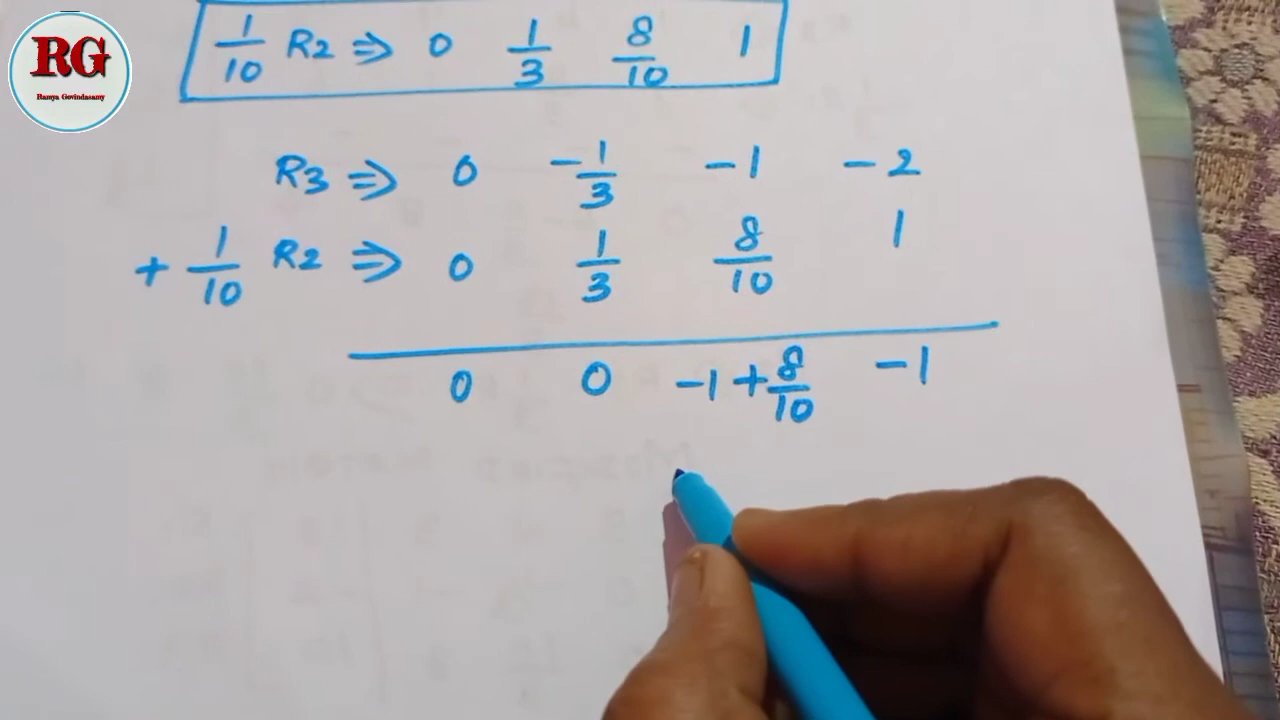 RG
Ramya Govindasamy
1/10 R2 ⇒ 0 1/3 8/10 1
R3 ⇒ 0 -1/3 -1 -2
+ 1/10 R2 ⇒ 0 1/3 8/10 1
0 0 -1+8/10 -1